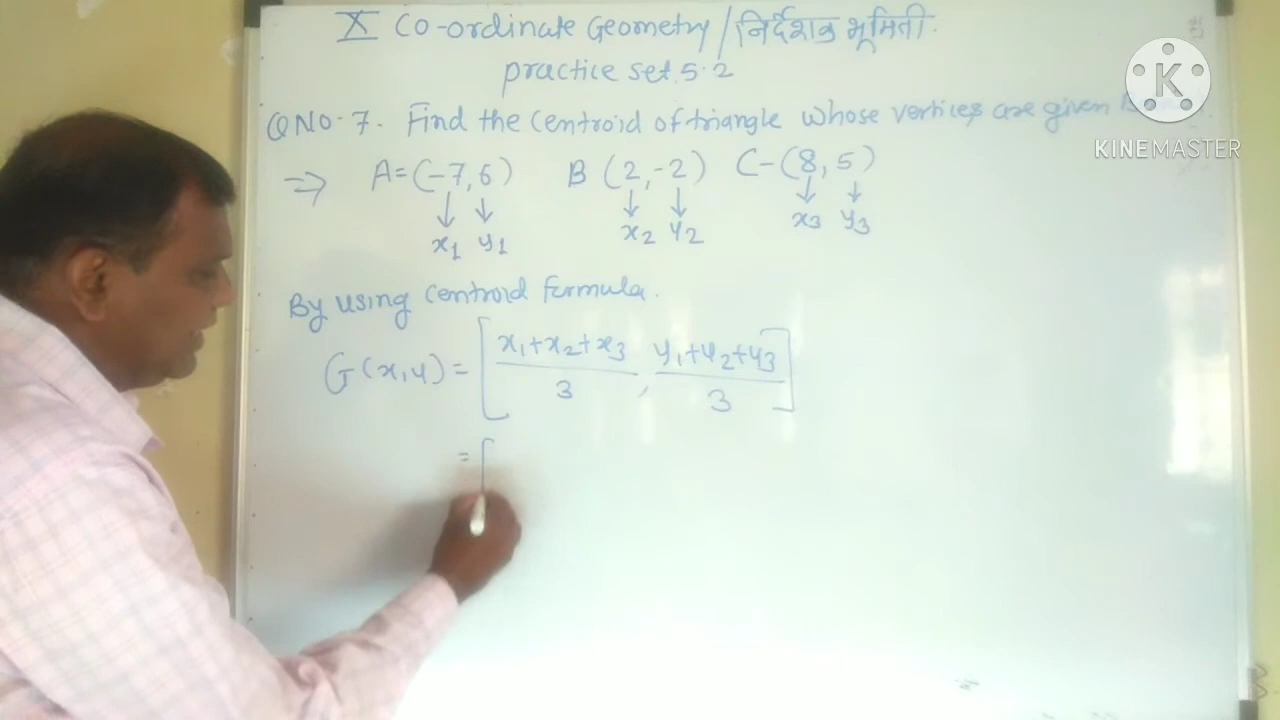 X Co-ordinate Geometry / निर्देशक भूमिती.
practice set. 5.2
Q NO. 7. Find the centroid of triangle whose vertices are given
⇒ A=(-7,6) B (2,-2) C-(8,5)
↓ ↓ ↓ ↓ ↓ ↓
x1 y1 x2 y2 x3 y3
By using centroid formula.
G(x,y) = [ x1+x2+x3 / 3 , y1+y2+y3 / 3 ]
= [
K
KINEMASTER